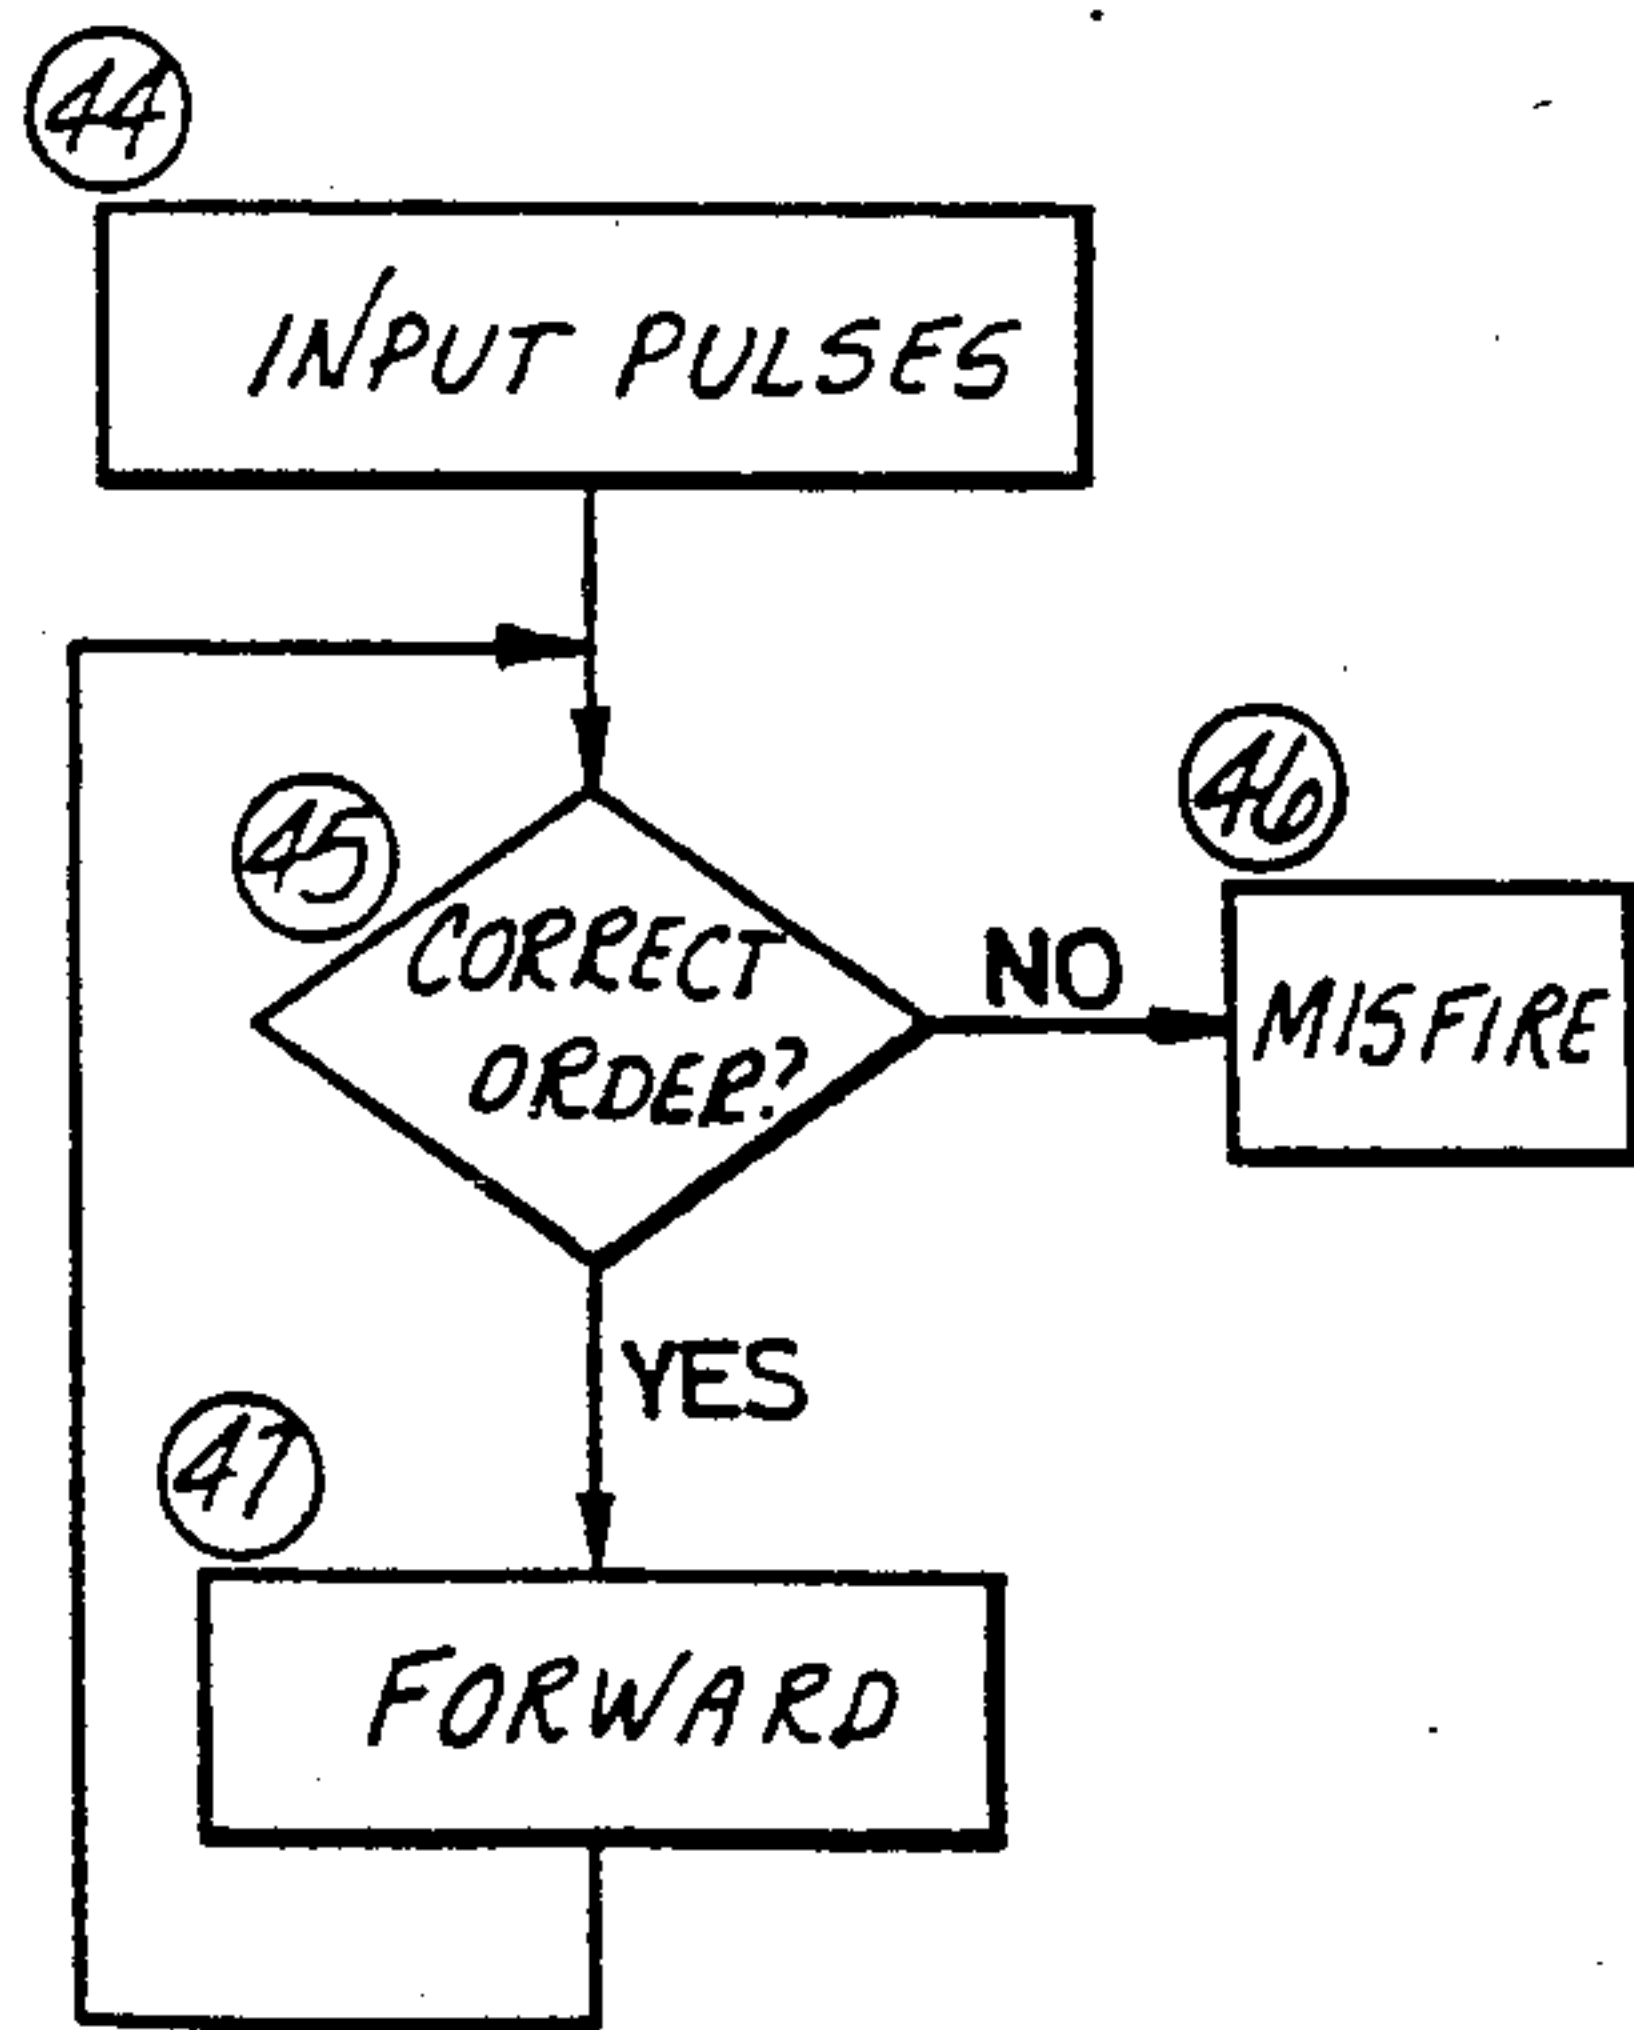 44
INPUT PULSES
45
CORRECT
ORDER?
NO
46
MISFIRE
YES
47
FORWARD